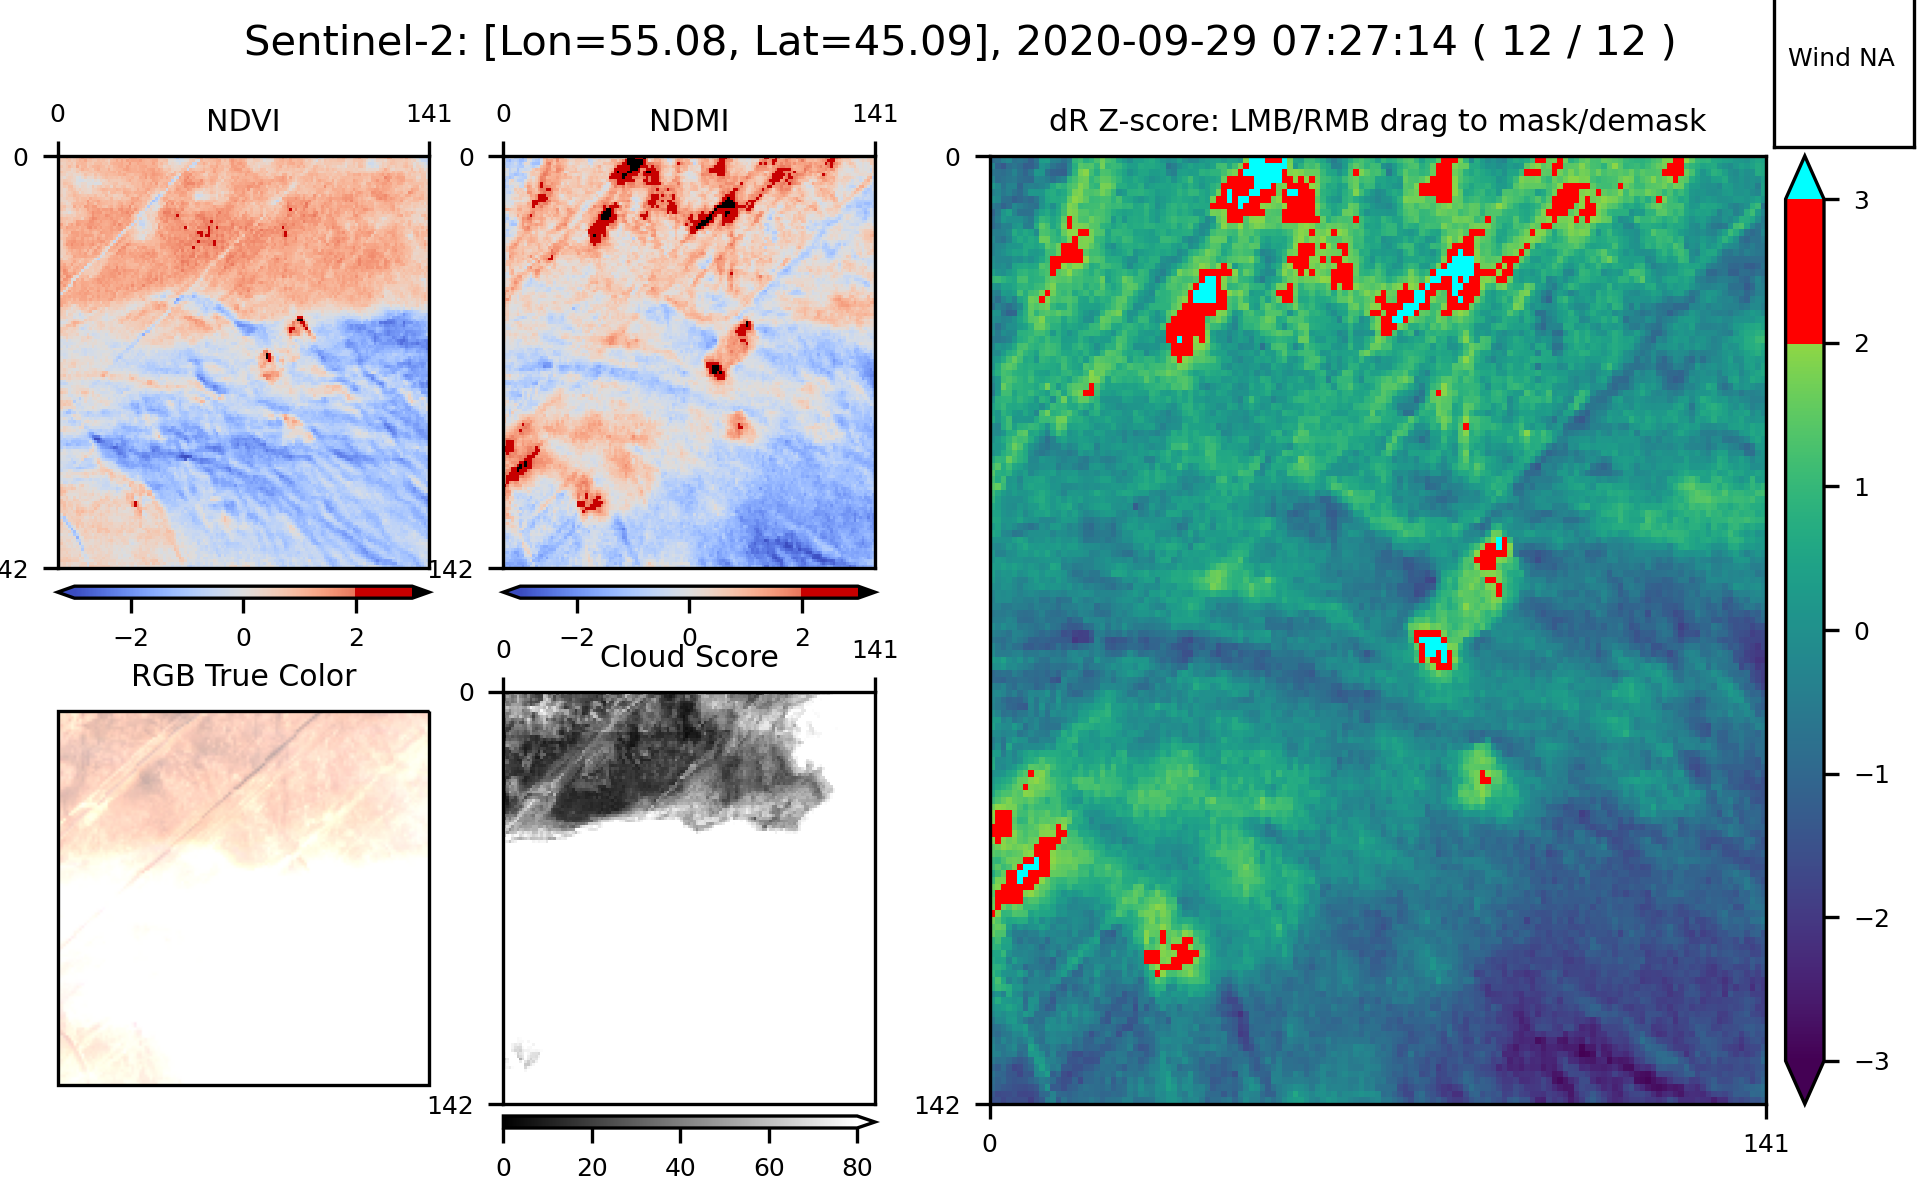 Sentinel-2: [Lon=55.08, Lat=45.09], 2020-09-29 07:27:14 ( 12 / 12 )
Wind NA
0 NDVI 141
0
42
−2 0 2
0 NDMI 141
0
142
−2 0 2
dR Z-score: LMB/RMB drag to mask/demask
0
142
0 141
3
2
1
0
−1
−2
−3
RGB True Color
0 Cloud Score 141
0
142
0 20 40 60 80